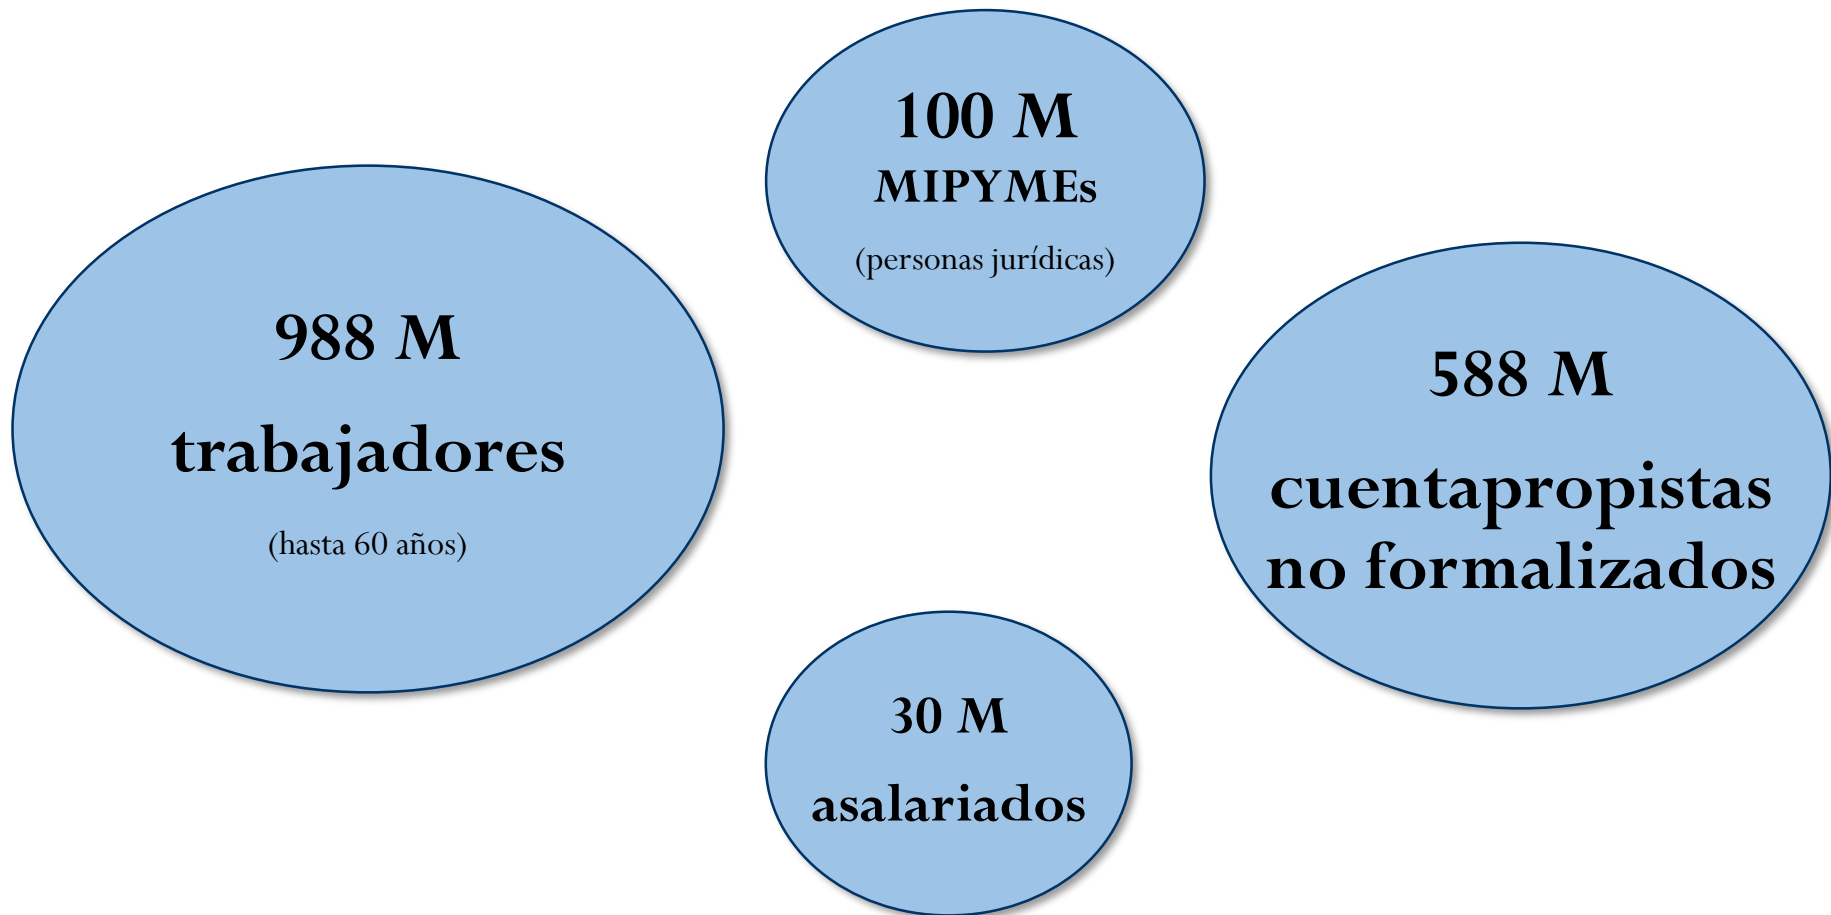 100 M
MIPYMEs
(personas jurídicas)
988 M
trabajadores
(hasta 60 años)
588 M
cuentapropistas
no formalizados
30 M
asalariados